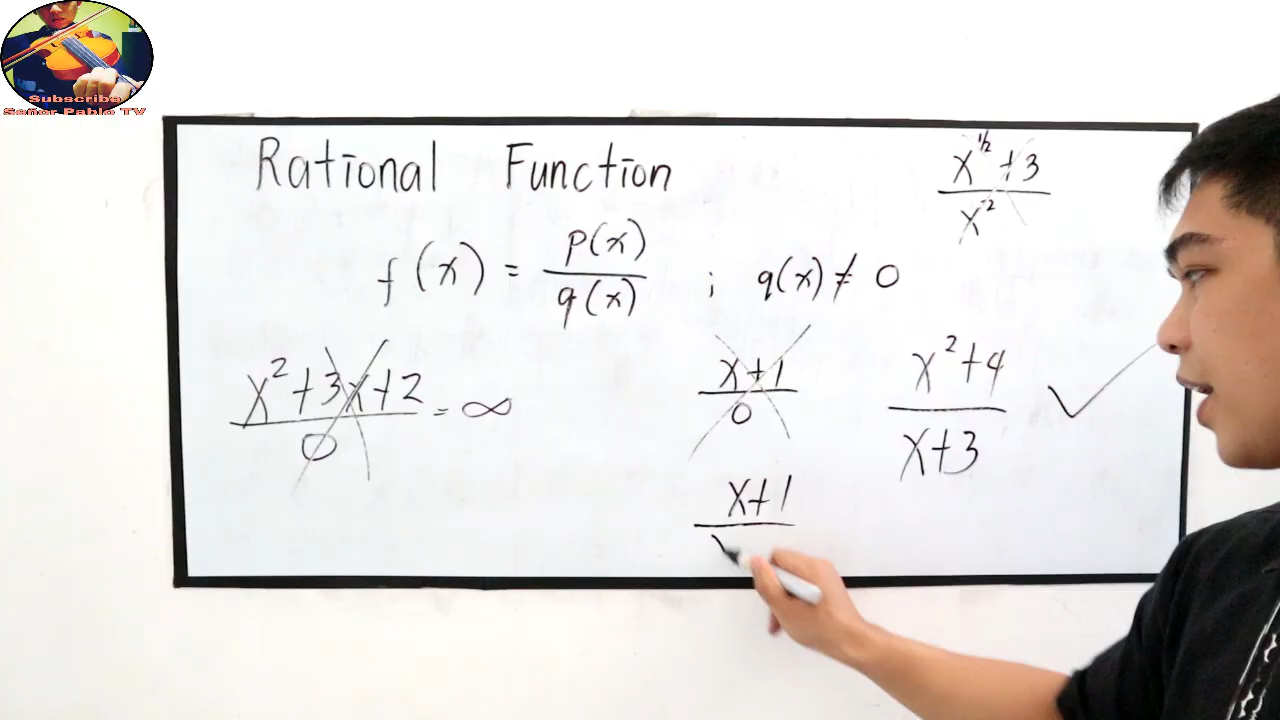 Subscribe
Señor Pablo TV
Rational Function
x^1/2 + 3
x^-2
f(x) = p(x)/q(x) ; q(x) ≠ 0
x² + 3x + 2
0
= ∞
x+1
0
x² + 4
x+3
✓
x+1